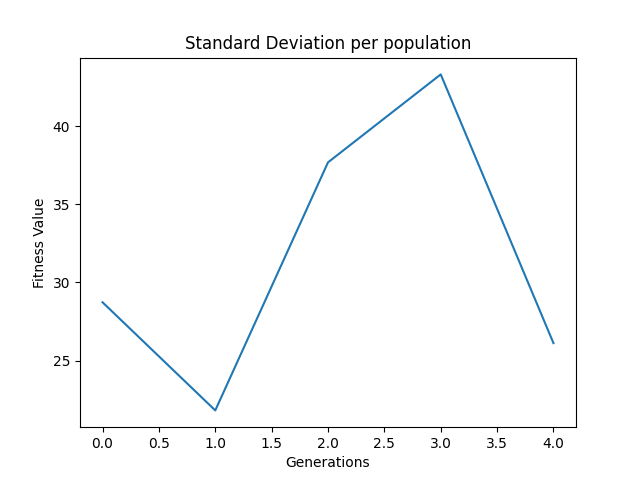 Standard Deviation per population
40
35
30
25
Fitness Value
0.0 0.5 1.0 1.5 2.0 2.5 3.0 3.5 4.0
Generations